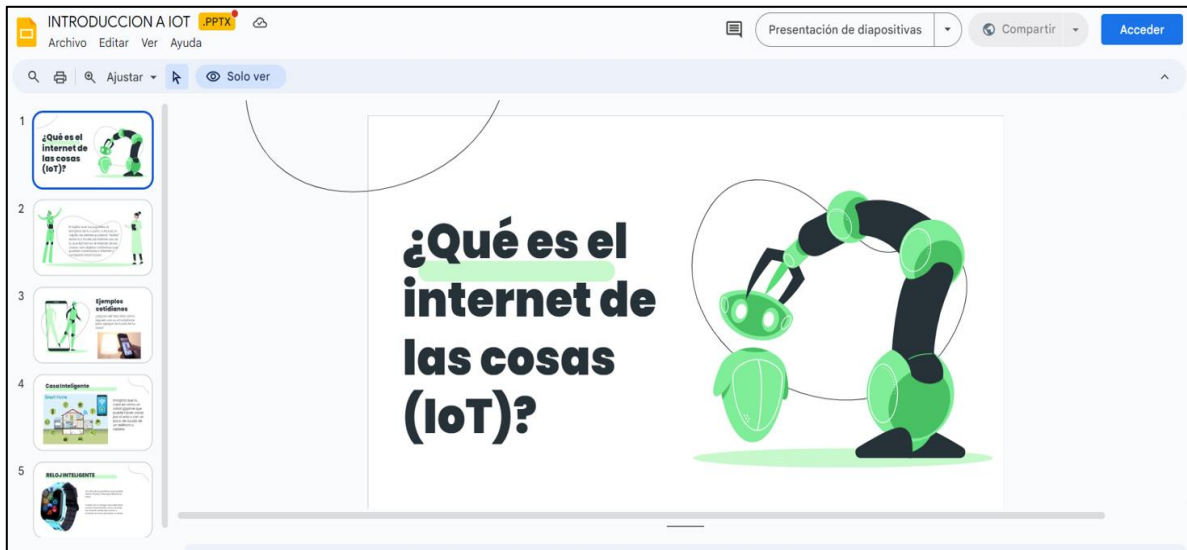 INTRODUCCION A IOT .PPTX
Archivo Editar Ver Ayuda
Presentación de diapositivas
Compartir
Acceder
Ajustar
Solo ver
1
¿Qué es el
internet de
las cosas
(IoT)?
2
3
Ejemplos
cotidianos
4
Casa Inteligente
Smart Home
5
RELOJ INTELIGENTE
¿Qué es el
internet de
las cosas
(IoT)?